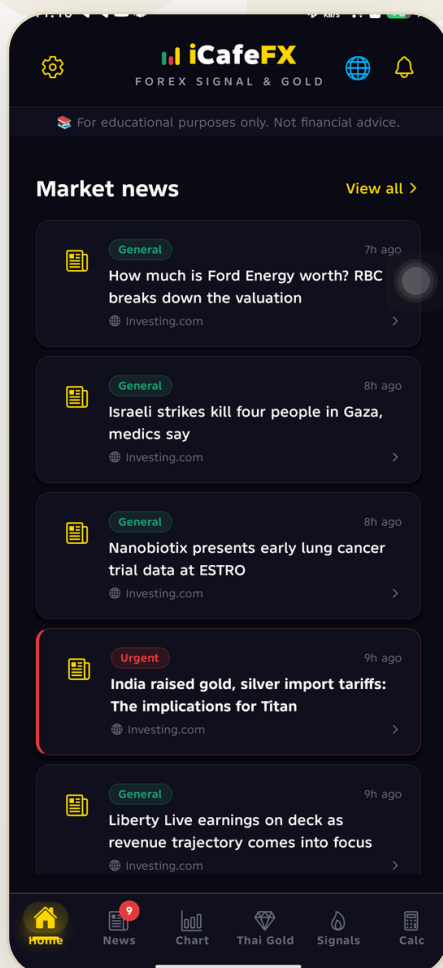 iCafeFX
FOREX SIGNAL & GOLD
📚 For educational purposes only. Not financial advice.
Market news
View all >
General
7h ago
How much is Ford Energy worth? RBC
breaks down the valuation
Investing.com
General
8h ago
Israeli strikes kill four people in Gaza,
medics say
Investing.com
General
8h ago
Nanobiotix presents early lung cancer
trial data at ESTRO
Investing.com
Urgent
9h ago
India raised gold, silver import tariffs:
The implications for Titan
Investing.com
General
9h ago
Liberty Live earnings on deck as
revenue trajectory comes into focus
Investing.com
9
Home
News
Chart
Thai Gold
Signals
Calc